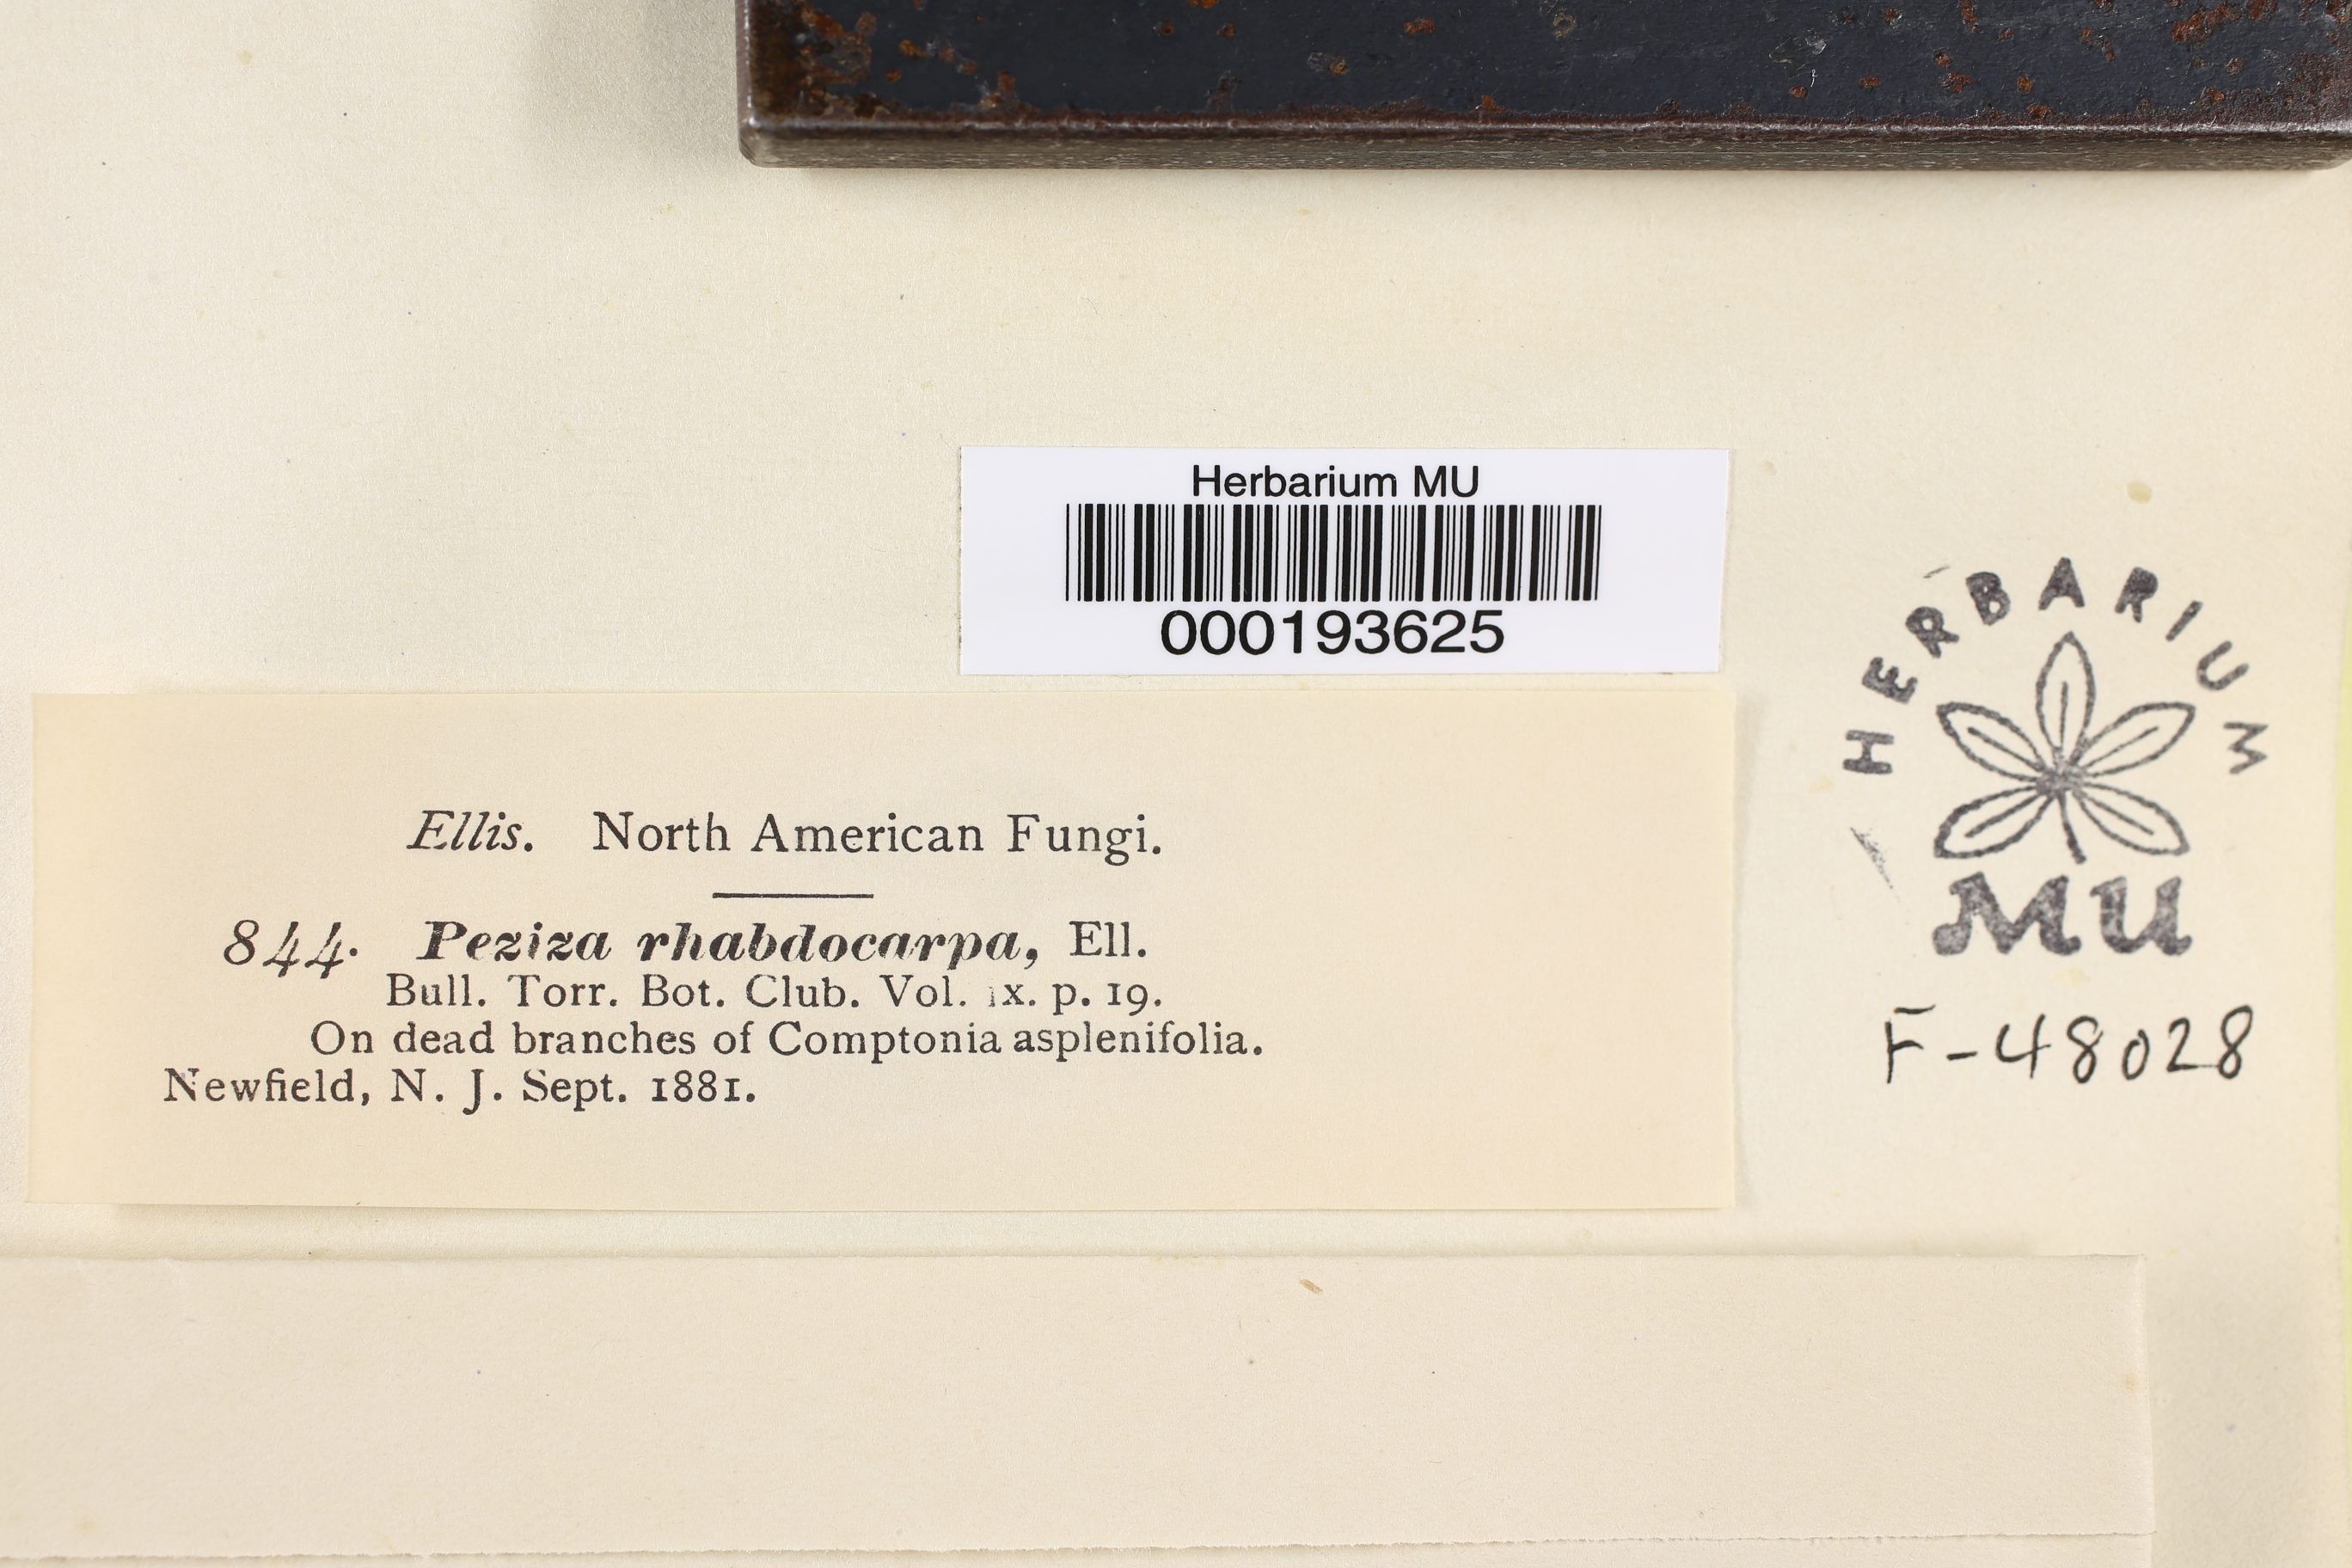 Herbarium MU
000193625
HERBARIUM
MU
F-48028
Ellis. North American Fungi.
844. Peziza rhabdocarpa, Ell.
Bull. Torr. Bot. Club. Vol. ix. p. 19.
On dead branches of Comptonia asplenifolia.
Newfield, N. J. Sept. 1881.